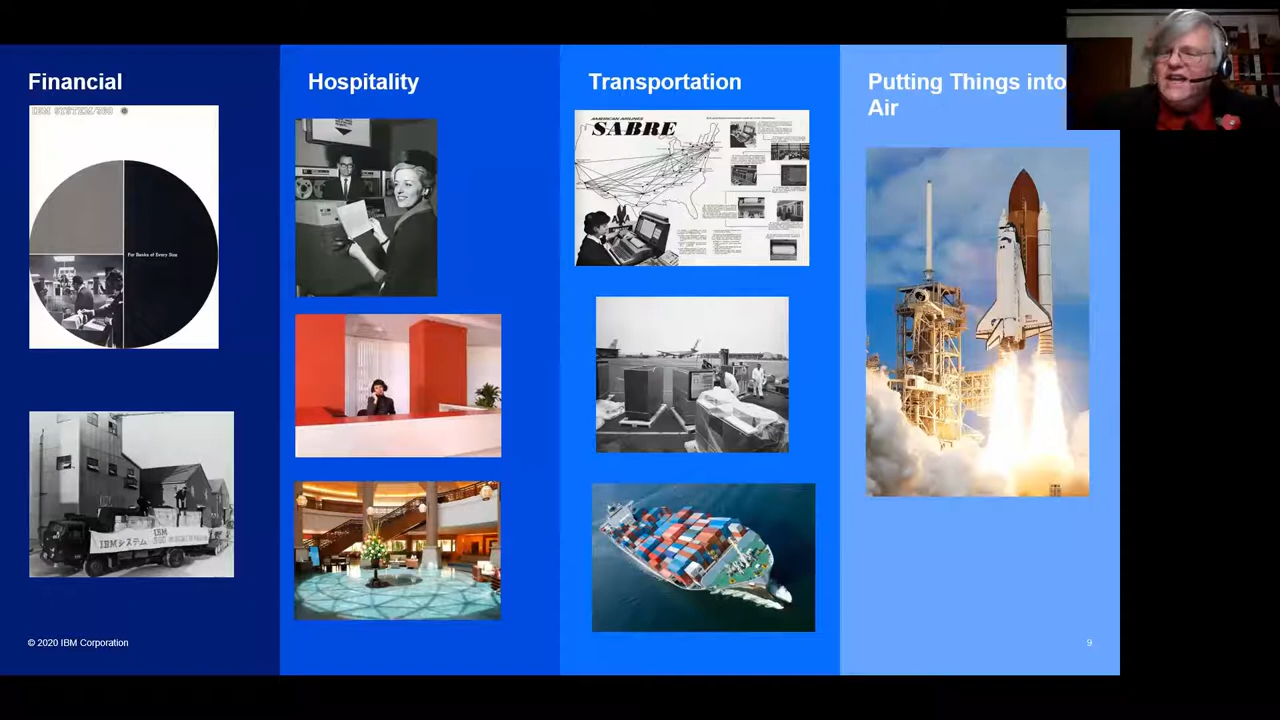 Financial
IBM SYSTEM/360
For Banks of Every Size
IBMシステム
IBM
Hospitality
Transportation
AMERICAN AIRLINES
SABRE
Putting Things into
Air
© 2020 IBM Corporation
9